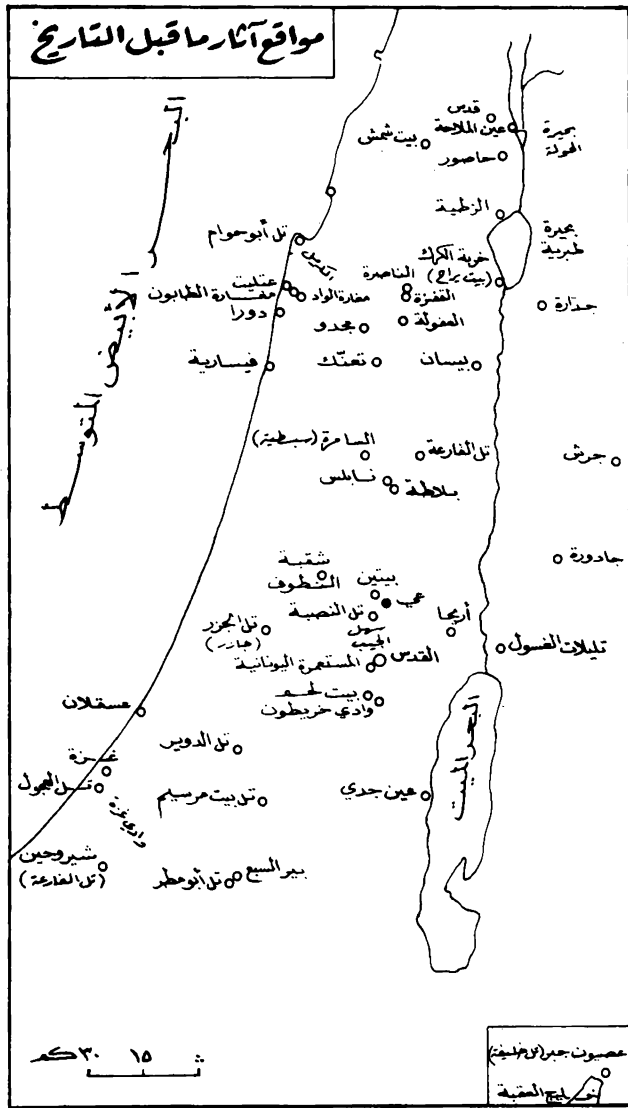 مواقع آثار ما قبل التاريخ
البحر الأبيض المتوسط
قدس
عين الملاحة
بحيرة
الحولة
بيت شمش
حاصور
الزطية
تل أبو حوام
الكرمل
بحيرة
طبرية
خربة الكرك
(بيت يراح)
الناصرة
عتليت
مغارة الواد
القفزة
مغارة الطابون
جدارة
دورا
مجدو
العفولة
قيسارية
تعنك
بيسان
السامرة (سبطية)
تل الفارعة
جرش
نابلس
بلاطة
جادورة
شقبة
النطوف
بيتين
عي
تل النصبة
أريحا
تل الجزر
(جازر)
سهل
الجيب
تليلات الغسول
المستعمرة اليونانية
القدس
بيت لحم
وادي خريطون
عسقلان
البحر الميت
تل الدوير
غزة
تل العجول
وادي غزة
تل بيت مرسيم
عين جدي
شيروحين
(تل الفارعة)
تل أبو مطر
بير السبع
٣٠ كم
١٥
عصيون جبر (تل خليفة)
خليج العقبة